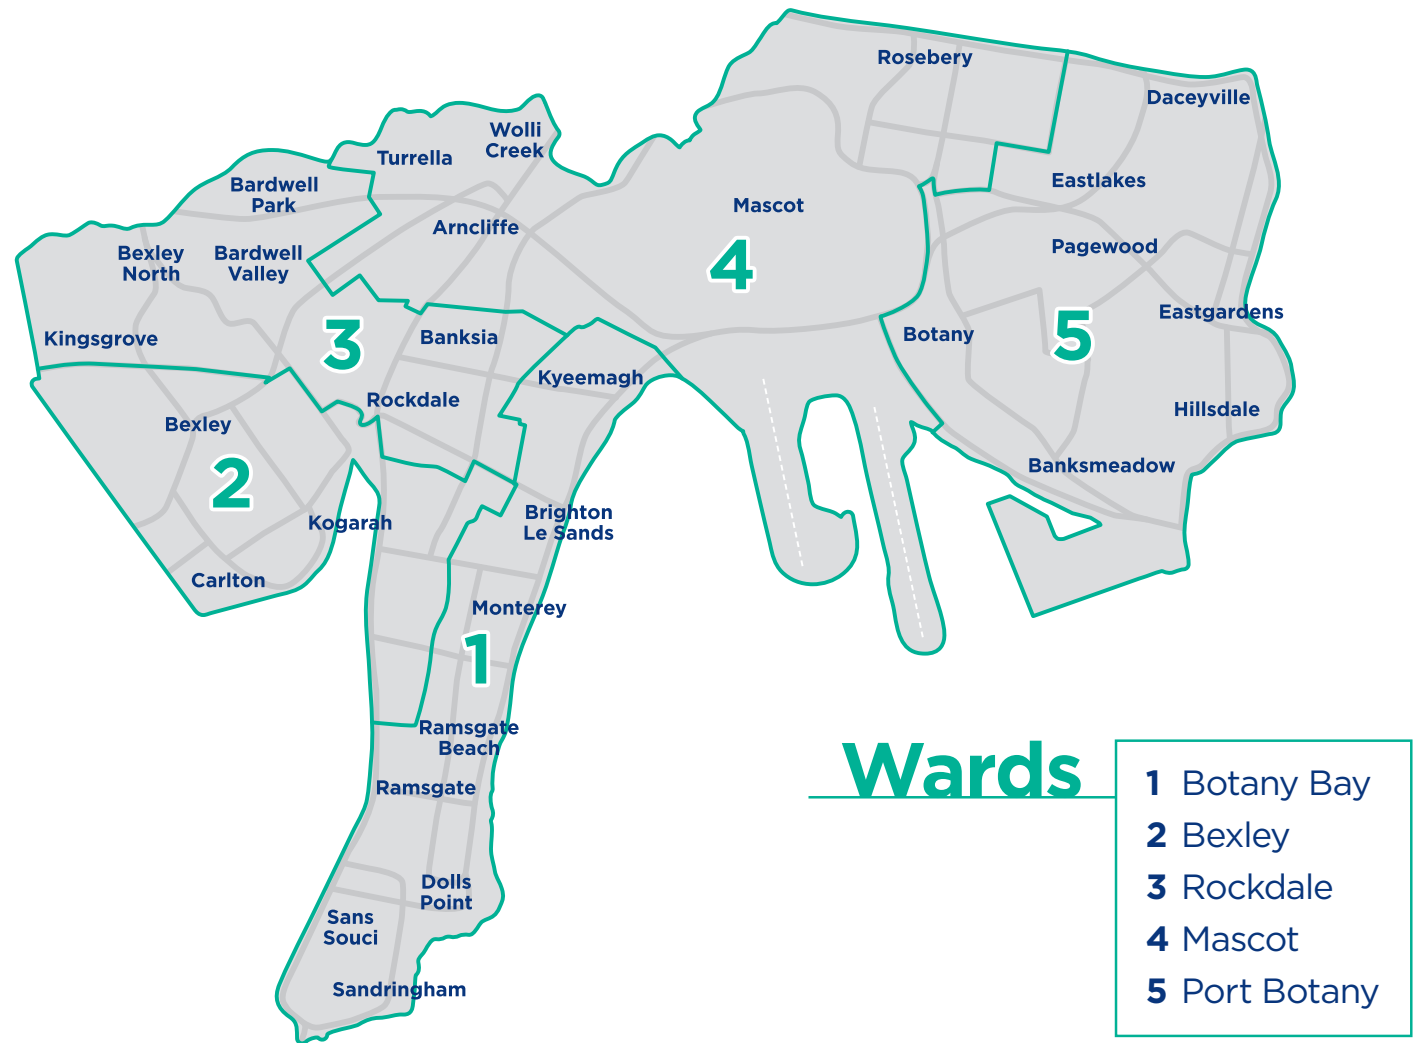 Rosebery
Daceyville
Wolli
Creek
Turrella
Bardwell
Park
Eastlakes
Mascot
Arncliffe
Pagewood
Bexley
North
Bardwell
Valley
4
Eastgardens
Kingsgrove
3
Banksia
Botany
5
Kyeemagh
Rockdale
Hillsdale
Bexley
Banksmeadow
2
Kogarah
Brighton
Le Sands
Carlton
Monterey
1
Ramsgate
Beach
Ramsgate
Dolls
Point
Sans
Souci
Sandringham
Wards
1 Botany Bay
2 Bexley
3 Rockdale
4 Mascot
5 Port Botany